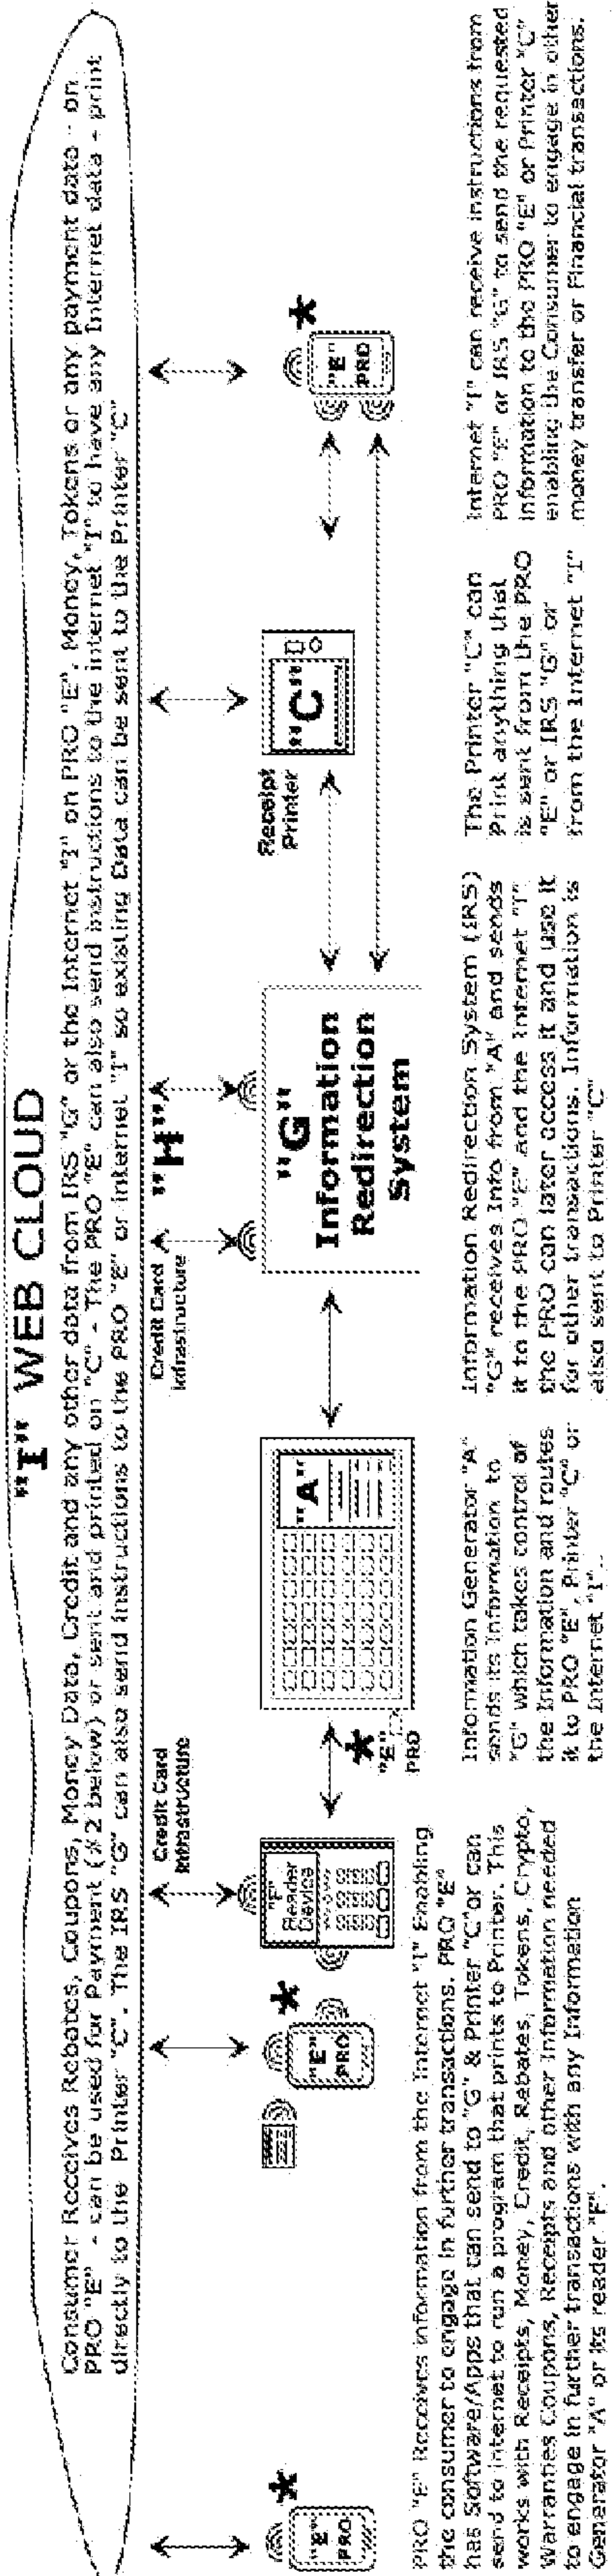 "I" WEB CLOUD
Consumer Receives Rebates, Coupons, Money Data, Credit and any other data from IRS "G" or the Internet "I" on PRO "E". Money, Tokens or any payment data - on
PRO "E" - can be used for Payment (#2 below) or sent and printed on "C" - The PRO "E" can also send instructions to the internet "I" so have any Internet data - print
directly to the Printer "C". The IRS "G" can also send instructions to the PRO "E" or internet "I" so existing Data can be sent to the Printer "C"
Credit Card
Infrastructure
Credit Card
Infrastructure
"H"
"E"
PRO
"E"
PRO
"F"
Reader
Device
"E"
PRO
"A"
"G"
Information
Redirection
System
Receipt
Printer
"C"
"E"
PRO
PRO "E" Receives information from the Internet "I" Enabling
the consumer to engage in further transactions. PRO "E"
has Software/Apps that can send to "G" & Printer "C" or can
send to internet to run a program that prints to Printer. This
works with Receipts, Money, Credit, Rebates, Tokens, Crypto,
Warranties Coupons, Receipts and other Information needed
to engage in further transactions with any Information
Generator "A" or its reader "F".
Information Generator "A"
sends its Information to
"G" which takes control of
the Information and routes
it to PRO "E", Printer "C" or
the Internet "I"..
Information Redirection System (IRS)
"G" receives Info from "A" and sends
it to the PRO "E" and the Internet "I"
the PRO can later access it and use it
for other transactions. Information is
also sent to Printer "C"
The Printer "C" can
Print anything that
is sent from the PRO
"E" or IRS "G" or
from the Internet "I"
Internet "I" can receive instructions from
PRO "E" or IRS "G" to send the requested
information to the PRO "E" or Printer "C"
enabling the Consumer to engage in other
money transfer or Financial transactions.